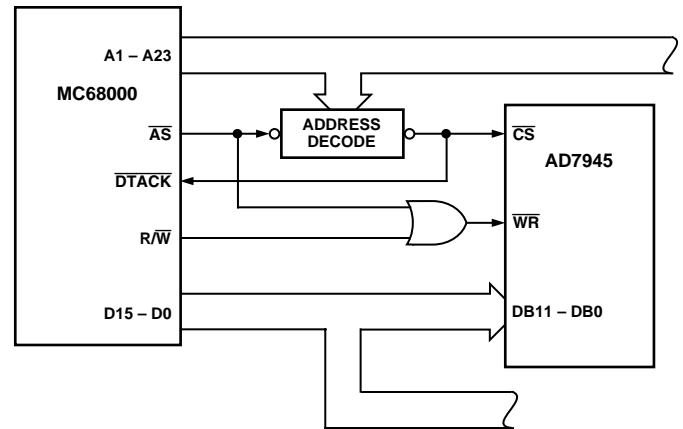 A1 – A23
MC68000
AS
ADDRESS
DECODE
CS
AD7945
DTACK
R/W
WR
D15 – D0
DB11 – DB0